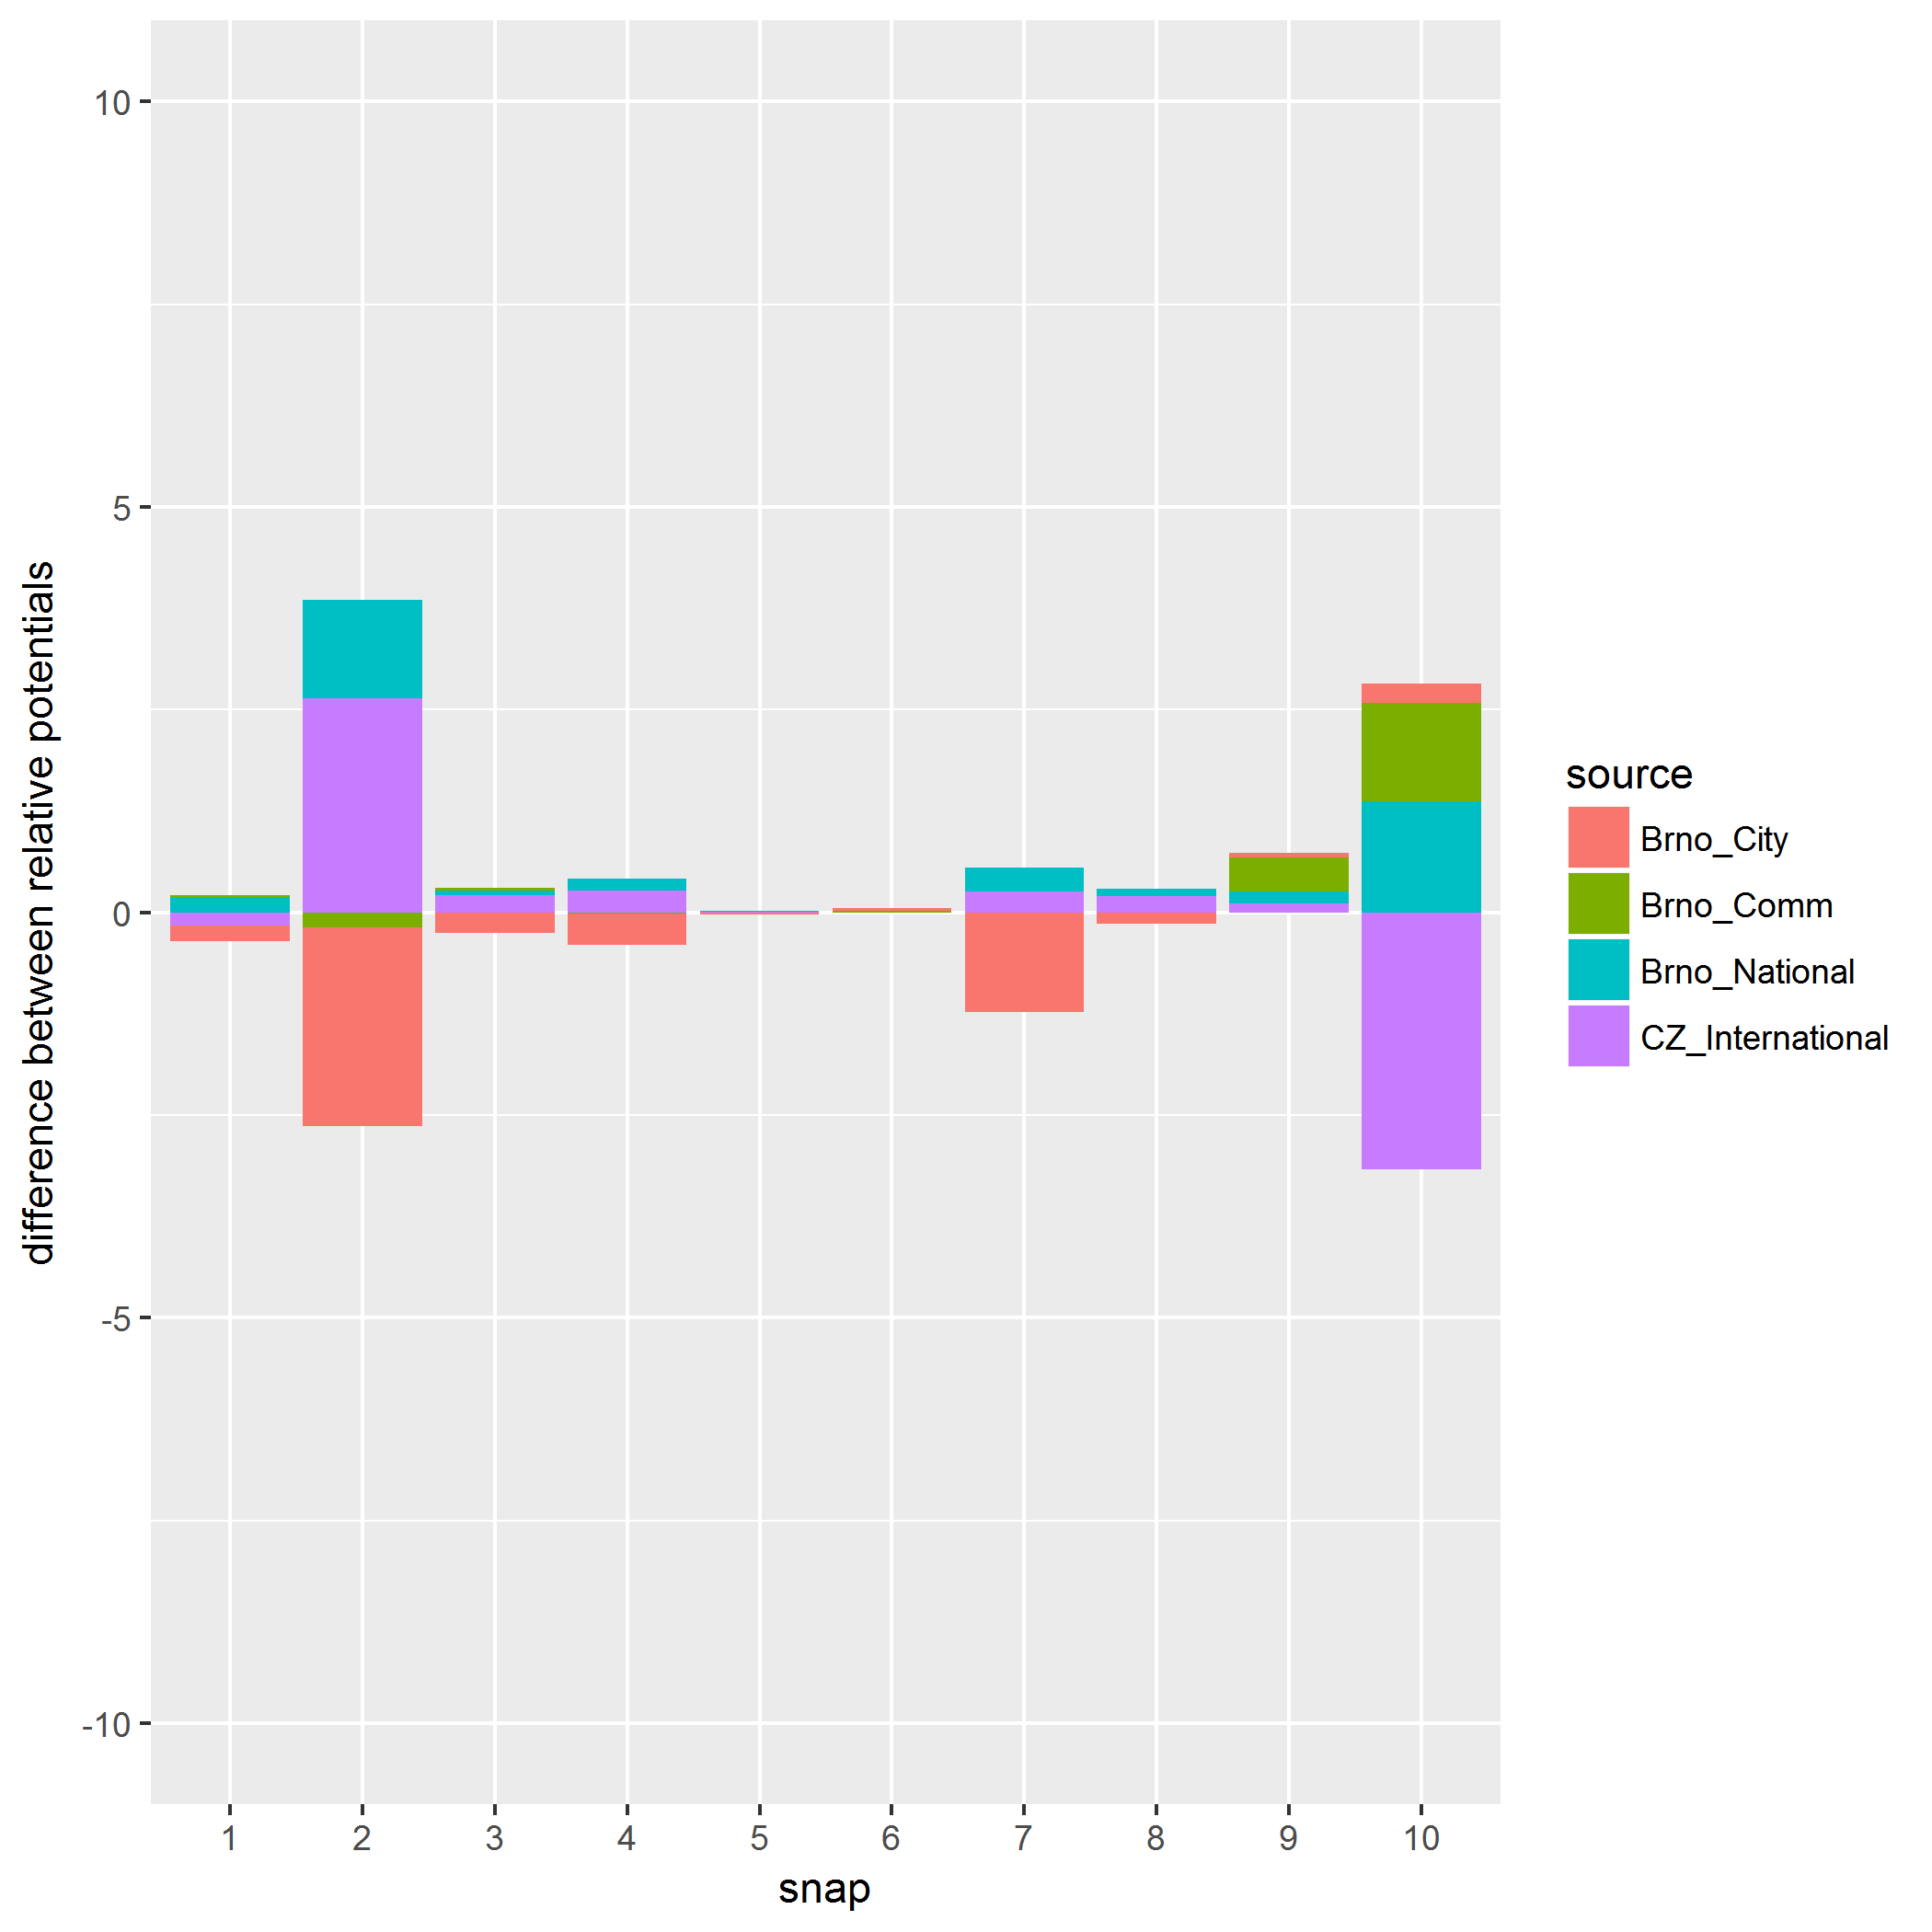 10
5
0
-5
-10
difference between relative potentials
1 2 3 4 5 6 7 8 9 10
snap
source
Brno_City
Brno_Comm
Brno_National
CZ_International